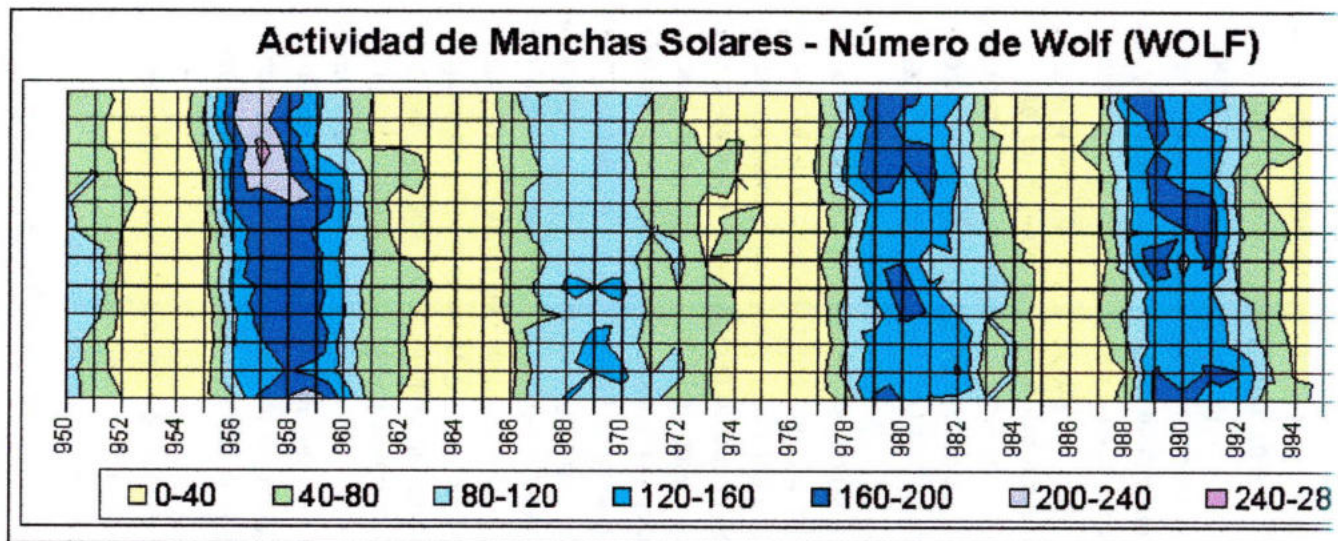 Actividad de Manchas Solares - Número de Wolf (WOLF)
950 952 954 956 958 960 962 964 966 968 970 972 974 976 978 980 982 984 986 988 990 992 994
0-40 40-80 80-120 120-160 160-200 200-240 240-28